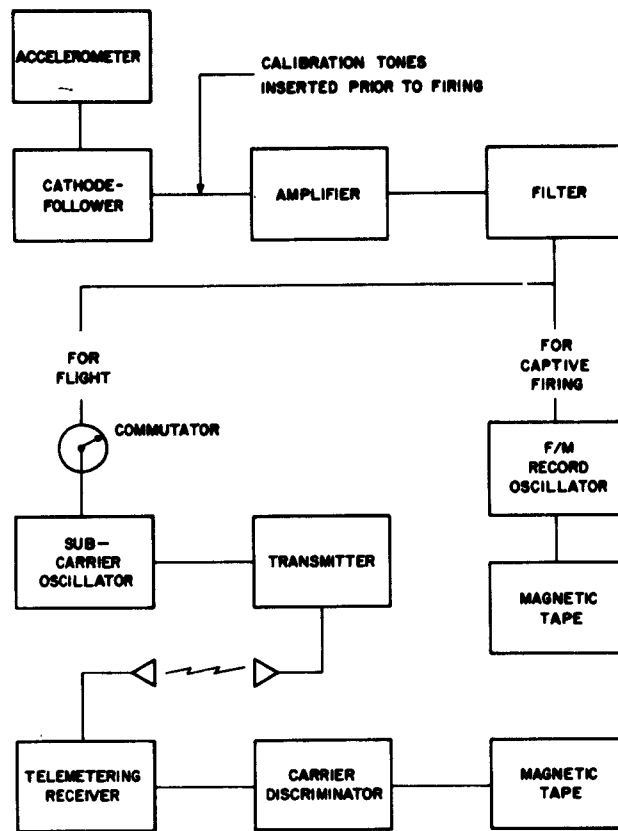 ACCELEROMETER
CALIBRATION TONES
INSERTED PRIOR TO FIRING
CATHODE-
FOLLOWER
AMPLIFIER
FILTER
FOR
FLIGHT
FOR
CAPTIVE
FIRING
COMMUTATOR
F/M
RECORD
OSCILLATOR
SUB-
CARRIER
OSCILLATOR
TRANSMITTER
MAGNETIC
TAPE
TELEMETERING
RECEIVER
CARRIER
DISCRIMINATOR
MAGNETIC
TAPE